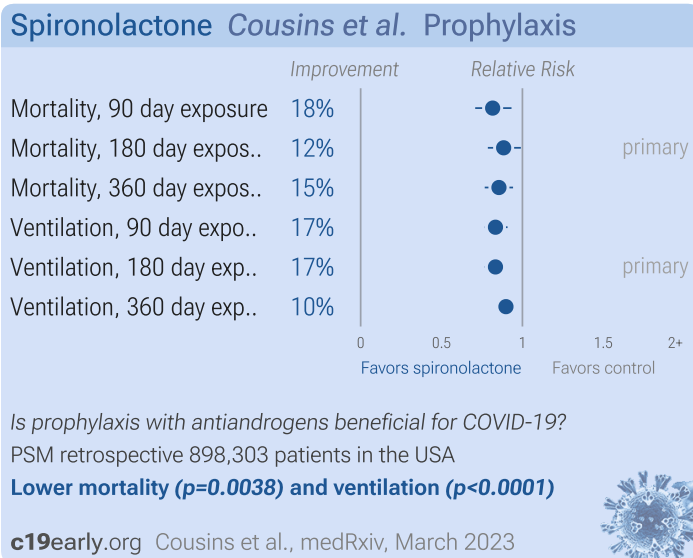 Spironolactone Cousins et al. Prophylaxis
Improvement Relative Risk
Mortality, 90 day exposure 18%
Mortality, 180 day expos.. 12% primary
Mortality, 360 day expos.. 15%
Ventilation, 90 day expo.. 17%
Ventilation, 180 day exp.. 17% primary
Ventilation, 360 day exp.. 10%
0 0.5 1 1.5 2+
Favors spironolactone Favors control
Is prophylaxis with antiandrogens beneficial for COVID-19?
PSM retrospective 898,303 patients in the USA
Lower mortality (p=0.0038) and ventilation (p<0.0001)
c19early.org Cousins et al., medRxiv, March 2023